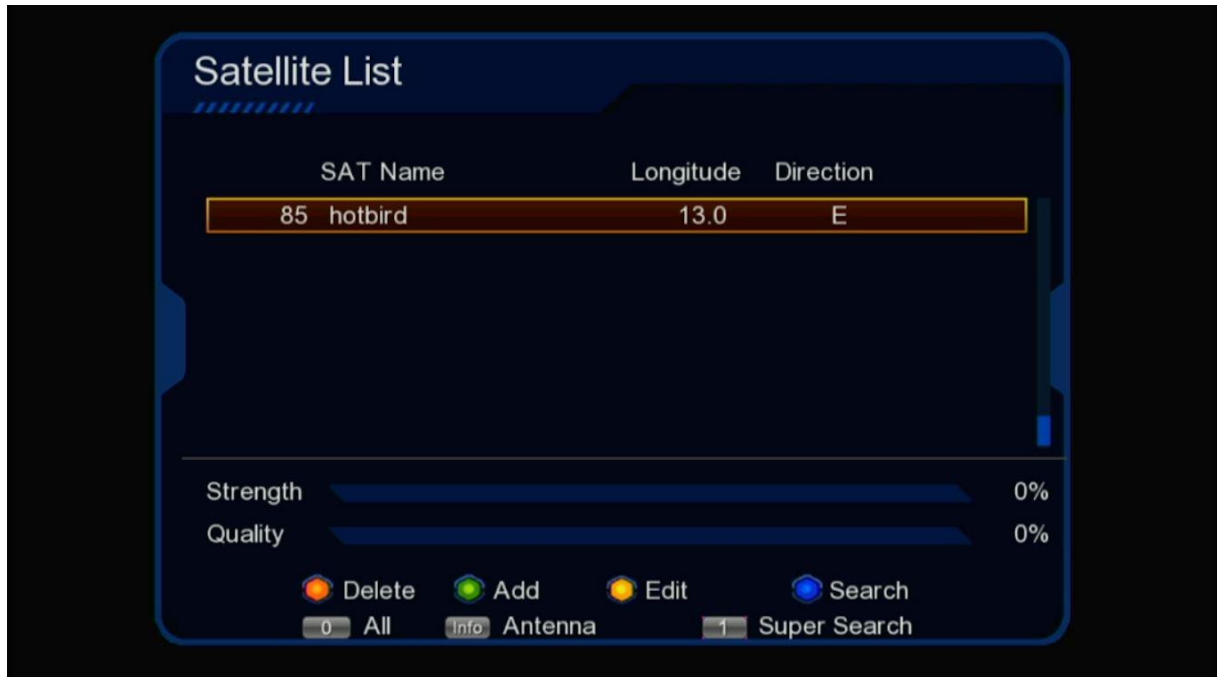 Satellite List
SAT Name Longitude Direction
85 hotbird 13.0 E
Strength 0%
Quality 0%
Delete Add Edit Search
0 All Info Antenna 1 Super Search